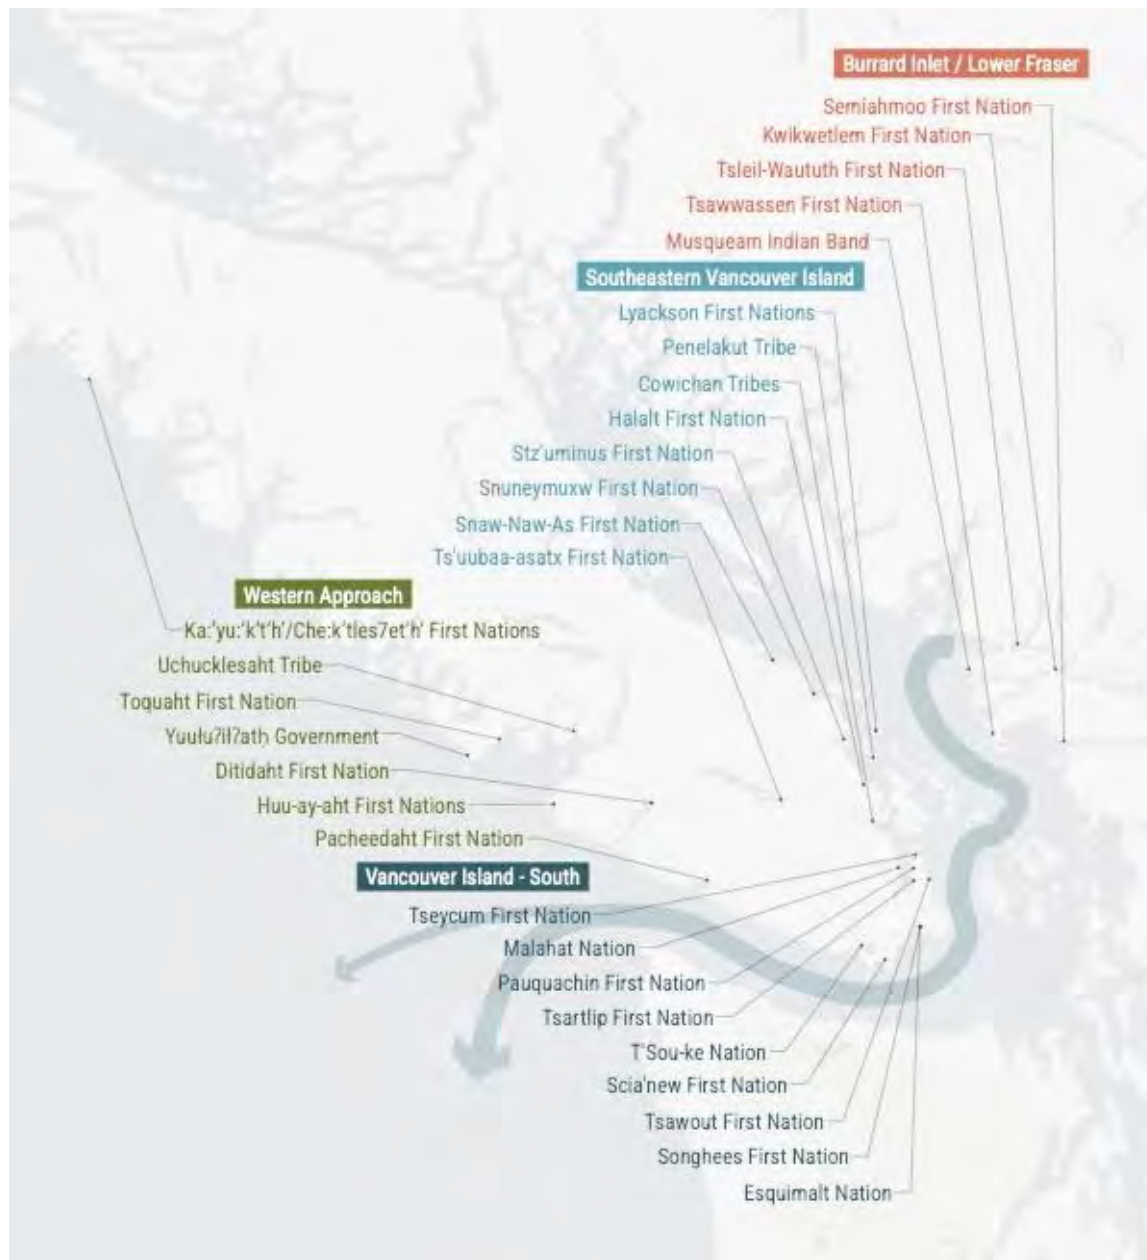 Burrard Inlet / Lower Fraser
Semiahmoo First Nation
Kwikwetlem First Nation
Tsleil-Waututh First Nation
Tsawwassen First Nation
Musqueam Indian Band
Southeastern Vancouver Island
Lyackson First Nations
Penelakut Tribe
Cowichan Tribes
Halalt First Nation
Stz'uminus First Nation
Snuneymuxw First Nation
Snaw-Naw-As First Nation
Ts'uubaa-asatx First Nation
Western Approach
Ka:'yu:'k't'h'/Che:k'tles7et'h' First Nations
Uchucklesaht Tribe
Toquaht First Nation
Yuułuʔiłʔatḥ Government
Ditidaht First Nation
Huu-ay-aht First Nations
Pacheedaht First Nation
Vancouver Island - South
Tseycum First Nation
Malahat Nation
Pauquachin First Nation
Tsartlip First Nation
T'Sou-ke Nation
Scia'new First Nation
Tsawout First Nation
Songhees First Nation
Esquimalt Nation